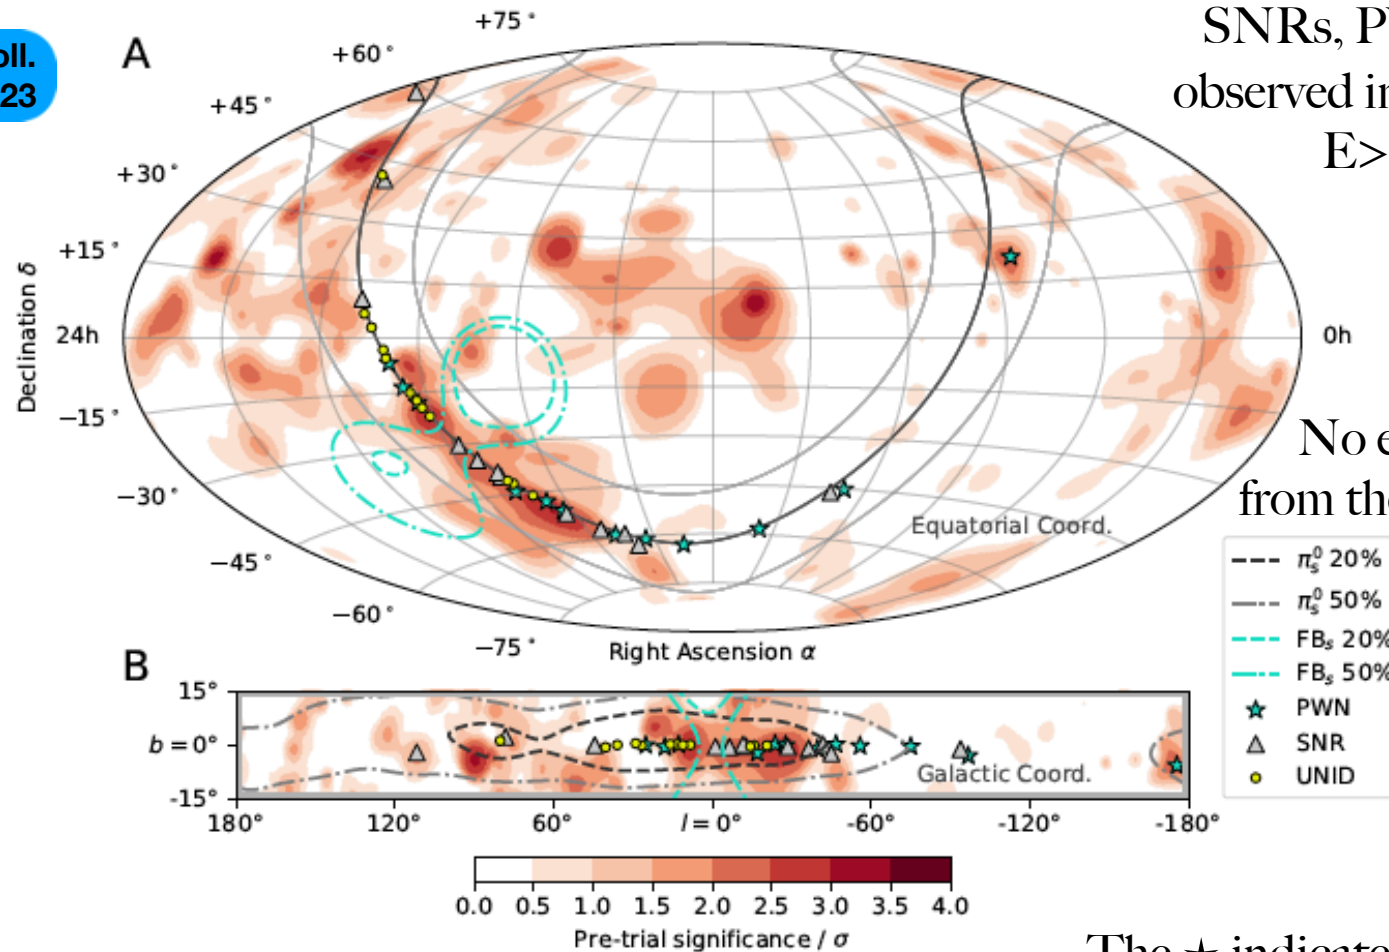 oll.
23
SNRs, P
observed in
E>
No e
from the
A
+75°
+60°
+45°
+30°
+15°
24h
0h
−15°
−30°
−45°
−60°
−75°
Declination δ
Right Ascension α
Equatorial Coord.
π⁰ₛ 20%
π⁰ₛ 50%
FBₛ 20%
FBₛ 50%
PWN
SNR
UNID
B
15°
b = 0°
-15°
Galactic Coord.
180° 120° 60° l = 0° -60° -120° -180°
0.0 0.5 1.0 1.5 2.0 2.5 3.0 3.5 4.0
Pre-trial significance / σ
The ★ indicate